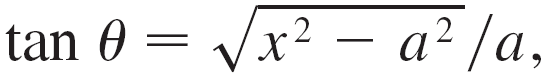 tan θ = √(x² − a²)/a,